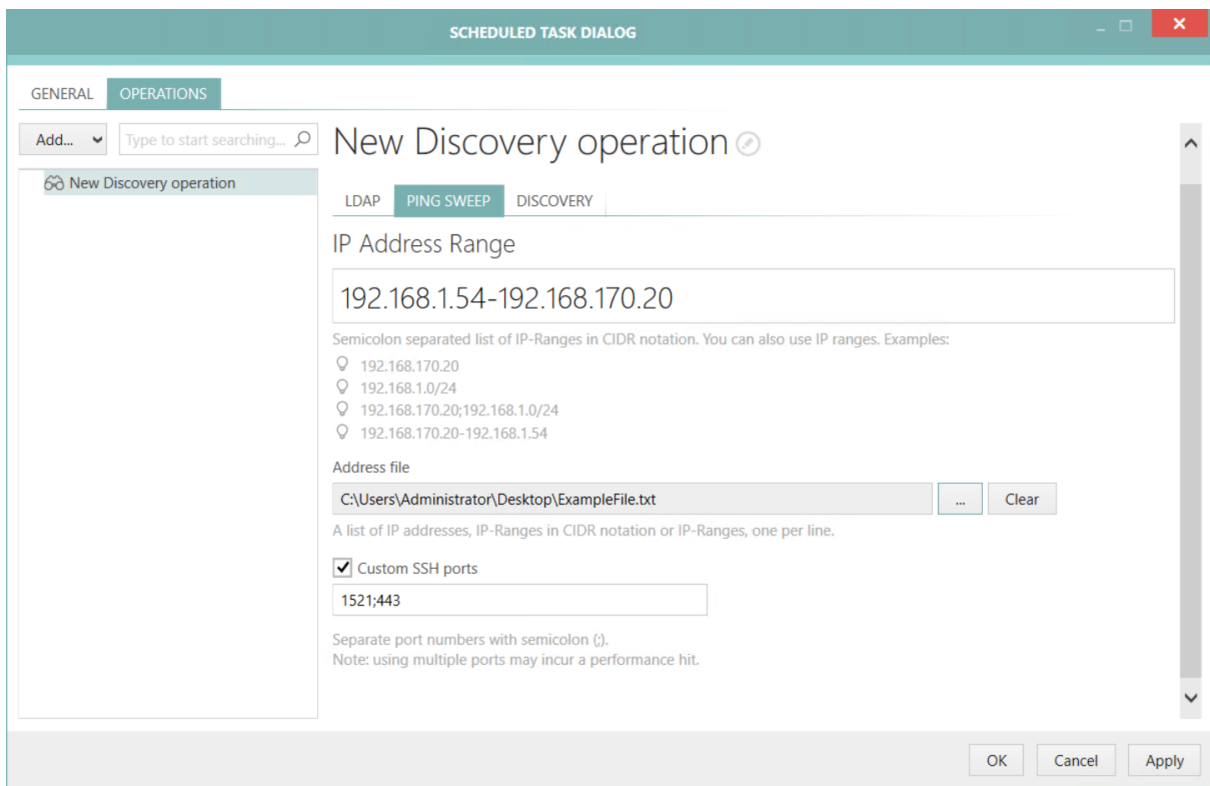 SCHEDULED TASK DIALOG
GENERAL OPERATIONS
Add... Type to start searching...
New Discovery operation
New Discovery operation
LDAP PING SWEEP DISCOVERY
IP Address Range
192.168.1.54-192.168.170.20
Semicolon separated list of IP-Ranges in CIDR notation. You can also use IP ranges. Examples:
192.168.170.20
192.168.1.0/24
192.168.170.20;192.168.1.0/24
192.168.170.20-192.168.1.54
Address file
C:\Users\Administrator\Desktop\ExampleFile.txt ... Clear
A list of IP addresses, IP-Ranges in CIDR notation or IP-Ranges, one per line.
Custom SSH ports
1521;443
Separate port numbers with semicolon (;).
Note: using multiple ports may incur a performance hit.
OK Cancel Apply